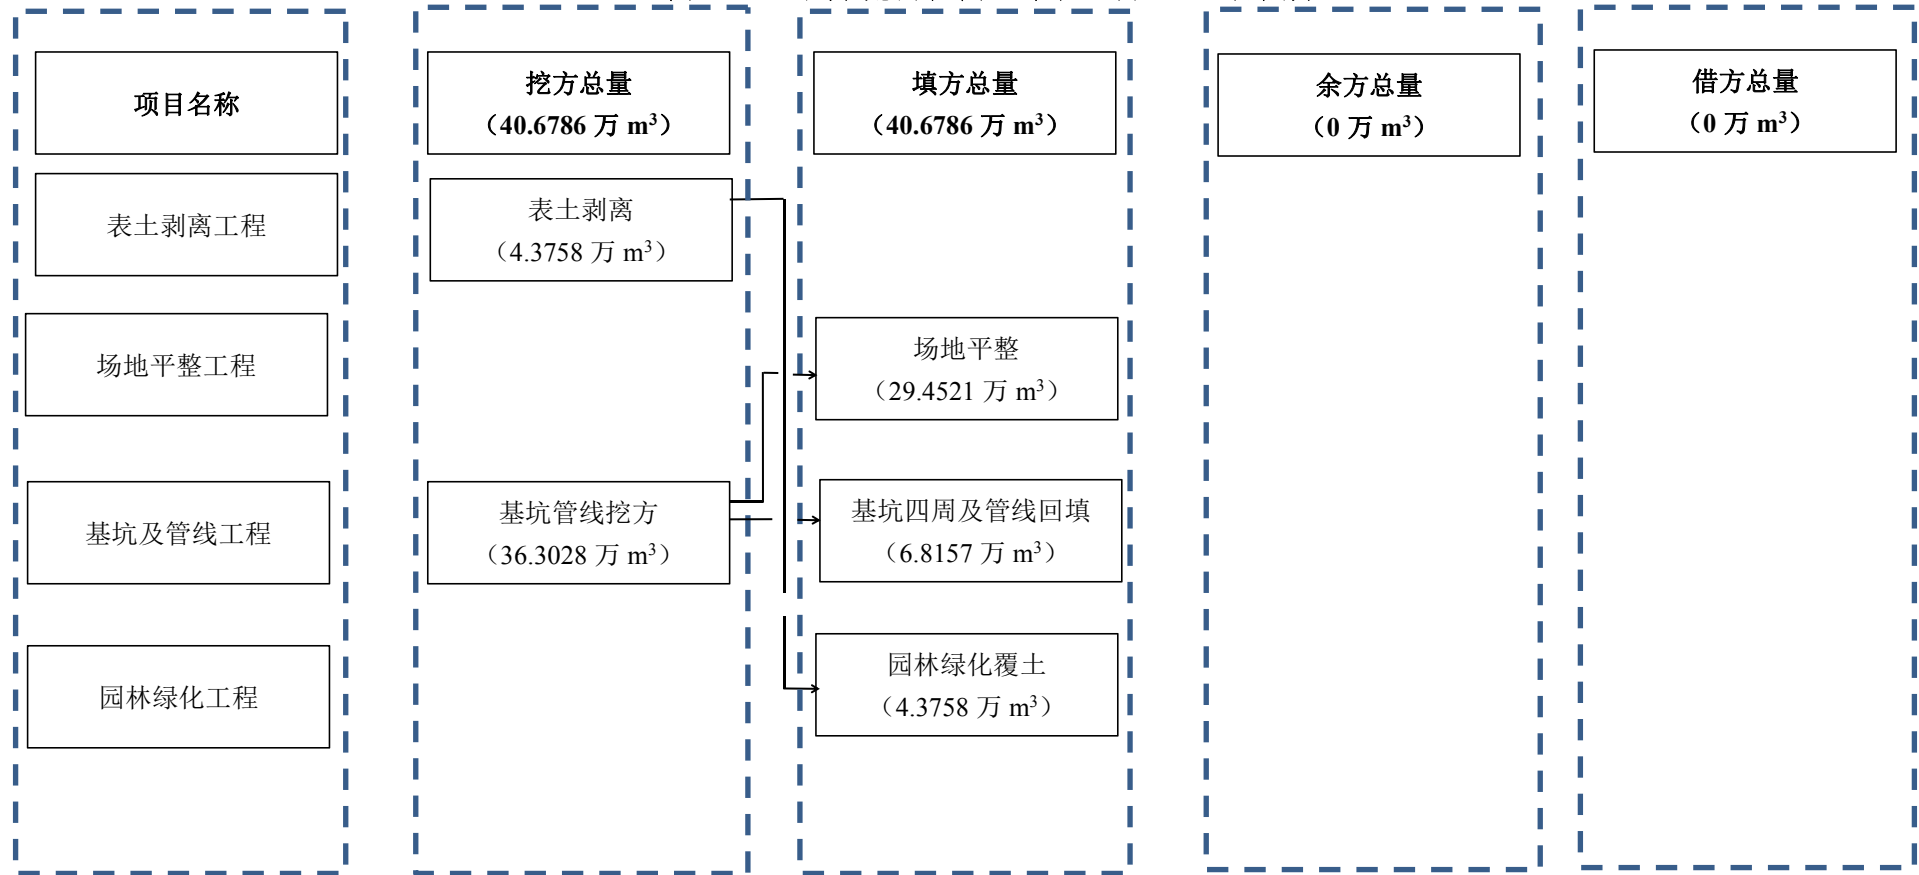 项目名称
挖方总量
（40.6786 万 m³）
填方总量
（40.6786 万 m³）
余方总量
（0 万 m³）
借方总量
（0 万 m³）
表土剥离工程
表土剥离
（4.3758 万 m³）
场地平整工程
场地平整
（29.4521 万 m³）
基坑及管线工程
基坑管线挖方
（36.3028 万 m³）
基坑四周及管线回填
（6.8157 万 m³）
园林绿化工程
园林绿化覆土
（4.3758 万 m³）